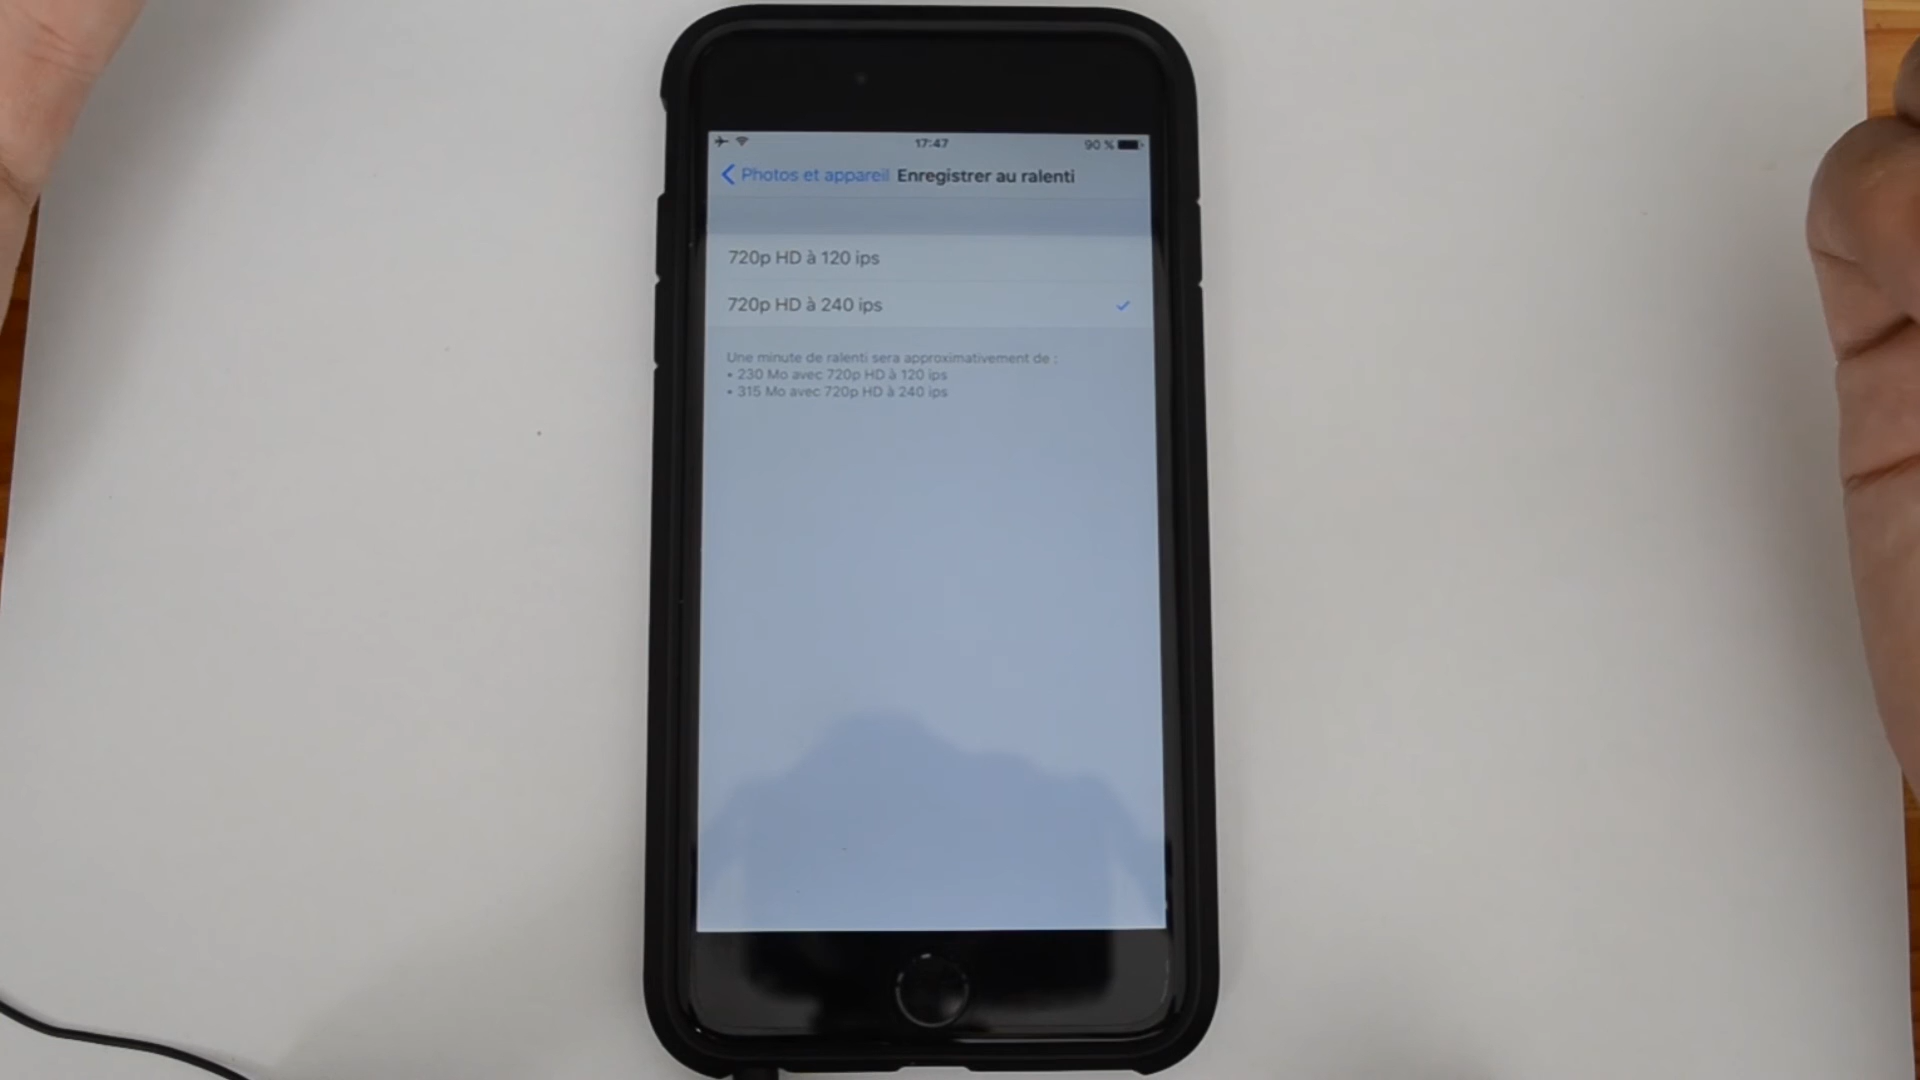 17:47
90 %
Photos et appareil Enregistrer au ralenti
720p HD à 120 ips
720p HD à 240 ips
Une minute de ralenti sera approximativement de :
• 230 Mo avec 720p HD à 120 ips
• 315 Mo avec 720p HD à 240 ips